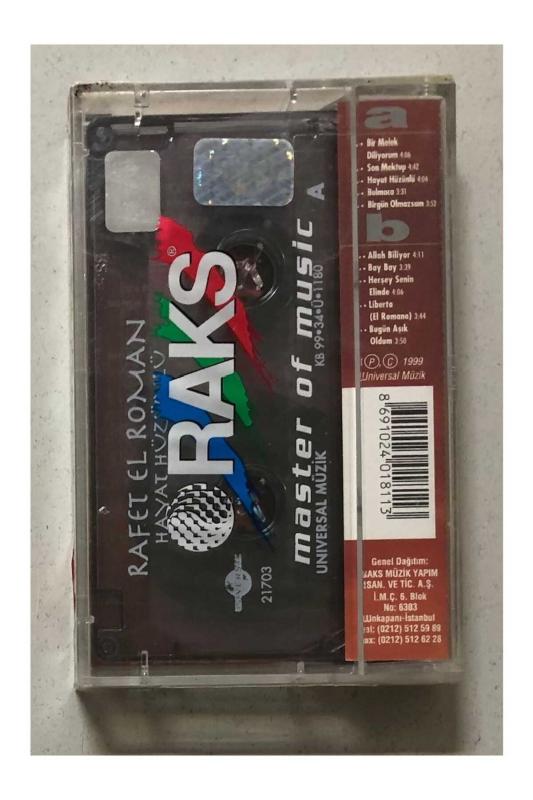 RAFET EL ROMAN
HAYAT HÜZÜNLÜ
RAKS®
master of music
UNIVERSAL MÜZİK
KB 99•34•Ü•1180
A
21703
a
Bir Melek
Diliyorum 4:06
Son Mektup 4:42
Hayat Hüzünlü 4:04
Bulmaca 3:31
Birgün Olmazsam 3:52
b
Allah Biliyor 4:11
Bay Bay 3:39
Herşey Senin
Elinde 4:06
Liberta
(El Romano) 3:44
Bugün Aşık
Oldum 3:50
Ⓟ,© 1999
Universal Müzik
8691024018113
Genel Dağıtım:
RAKS MÜZİK YAPIM
SAN. VE TİC. A.Ş.
İ.M.Ç. 6. Blok
No: 6303
Unkapanı-İstanbul
Tel: (0212) 512 59 89
Fax: (0212) 512 62 28